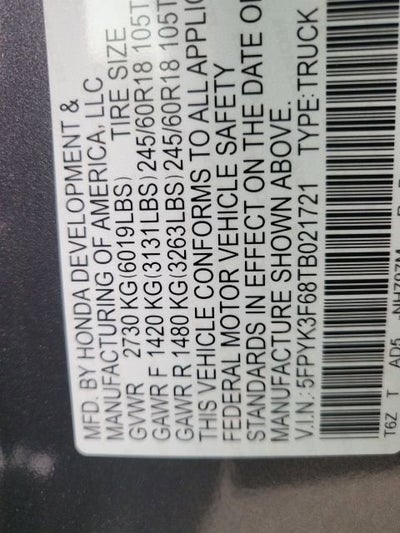 MFD. BY HONDA DEVELOPMENT &
MANUFACTURING OF AMERICA, LLC.
TIRE SIZE
GVWR 2730 KG(6019LBS)
GAWR F 1420 KG(3131LBS) 245/60R18 105T
GAWR R 1480 KG(3263LBS) 245/60R18 105T
THIS VEHICLE CONFORMS TO ALL
FEDERAL MOTOR VEHICLE SAFETY
STANDARDS IN EFFECT ON THE DATE
MANUFACTURE SHOWN ABOVE.
V.I.N.:5FPYK3F68TB021721 TYPE:TRUCK
T6Z T AD5